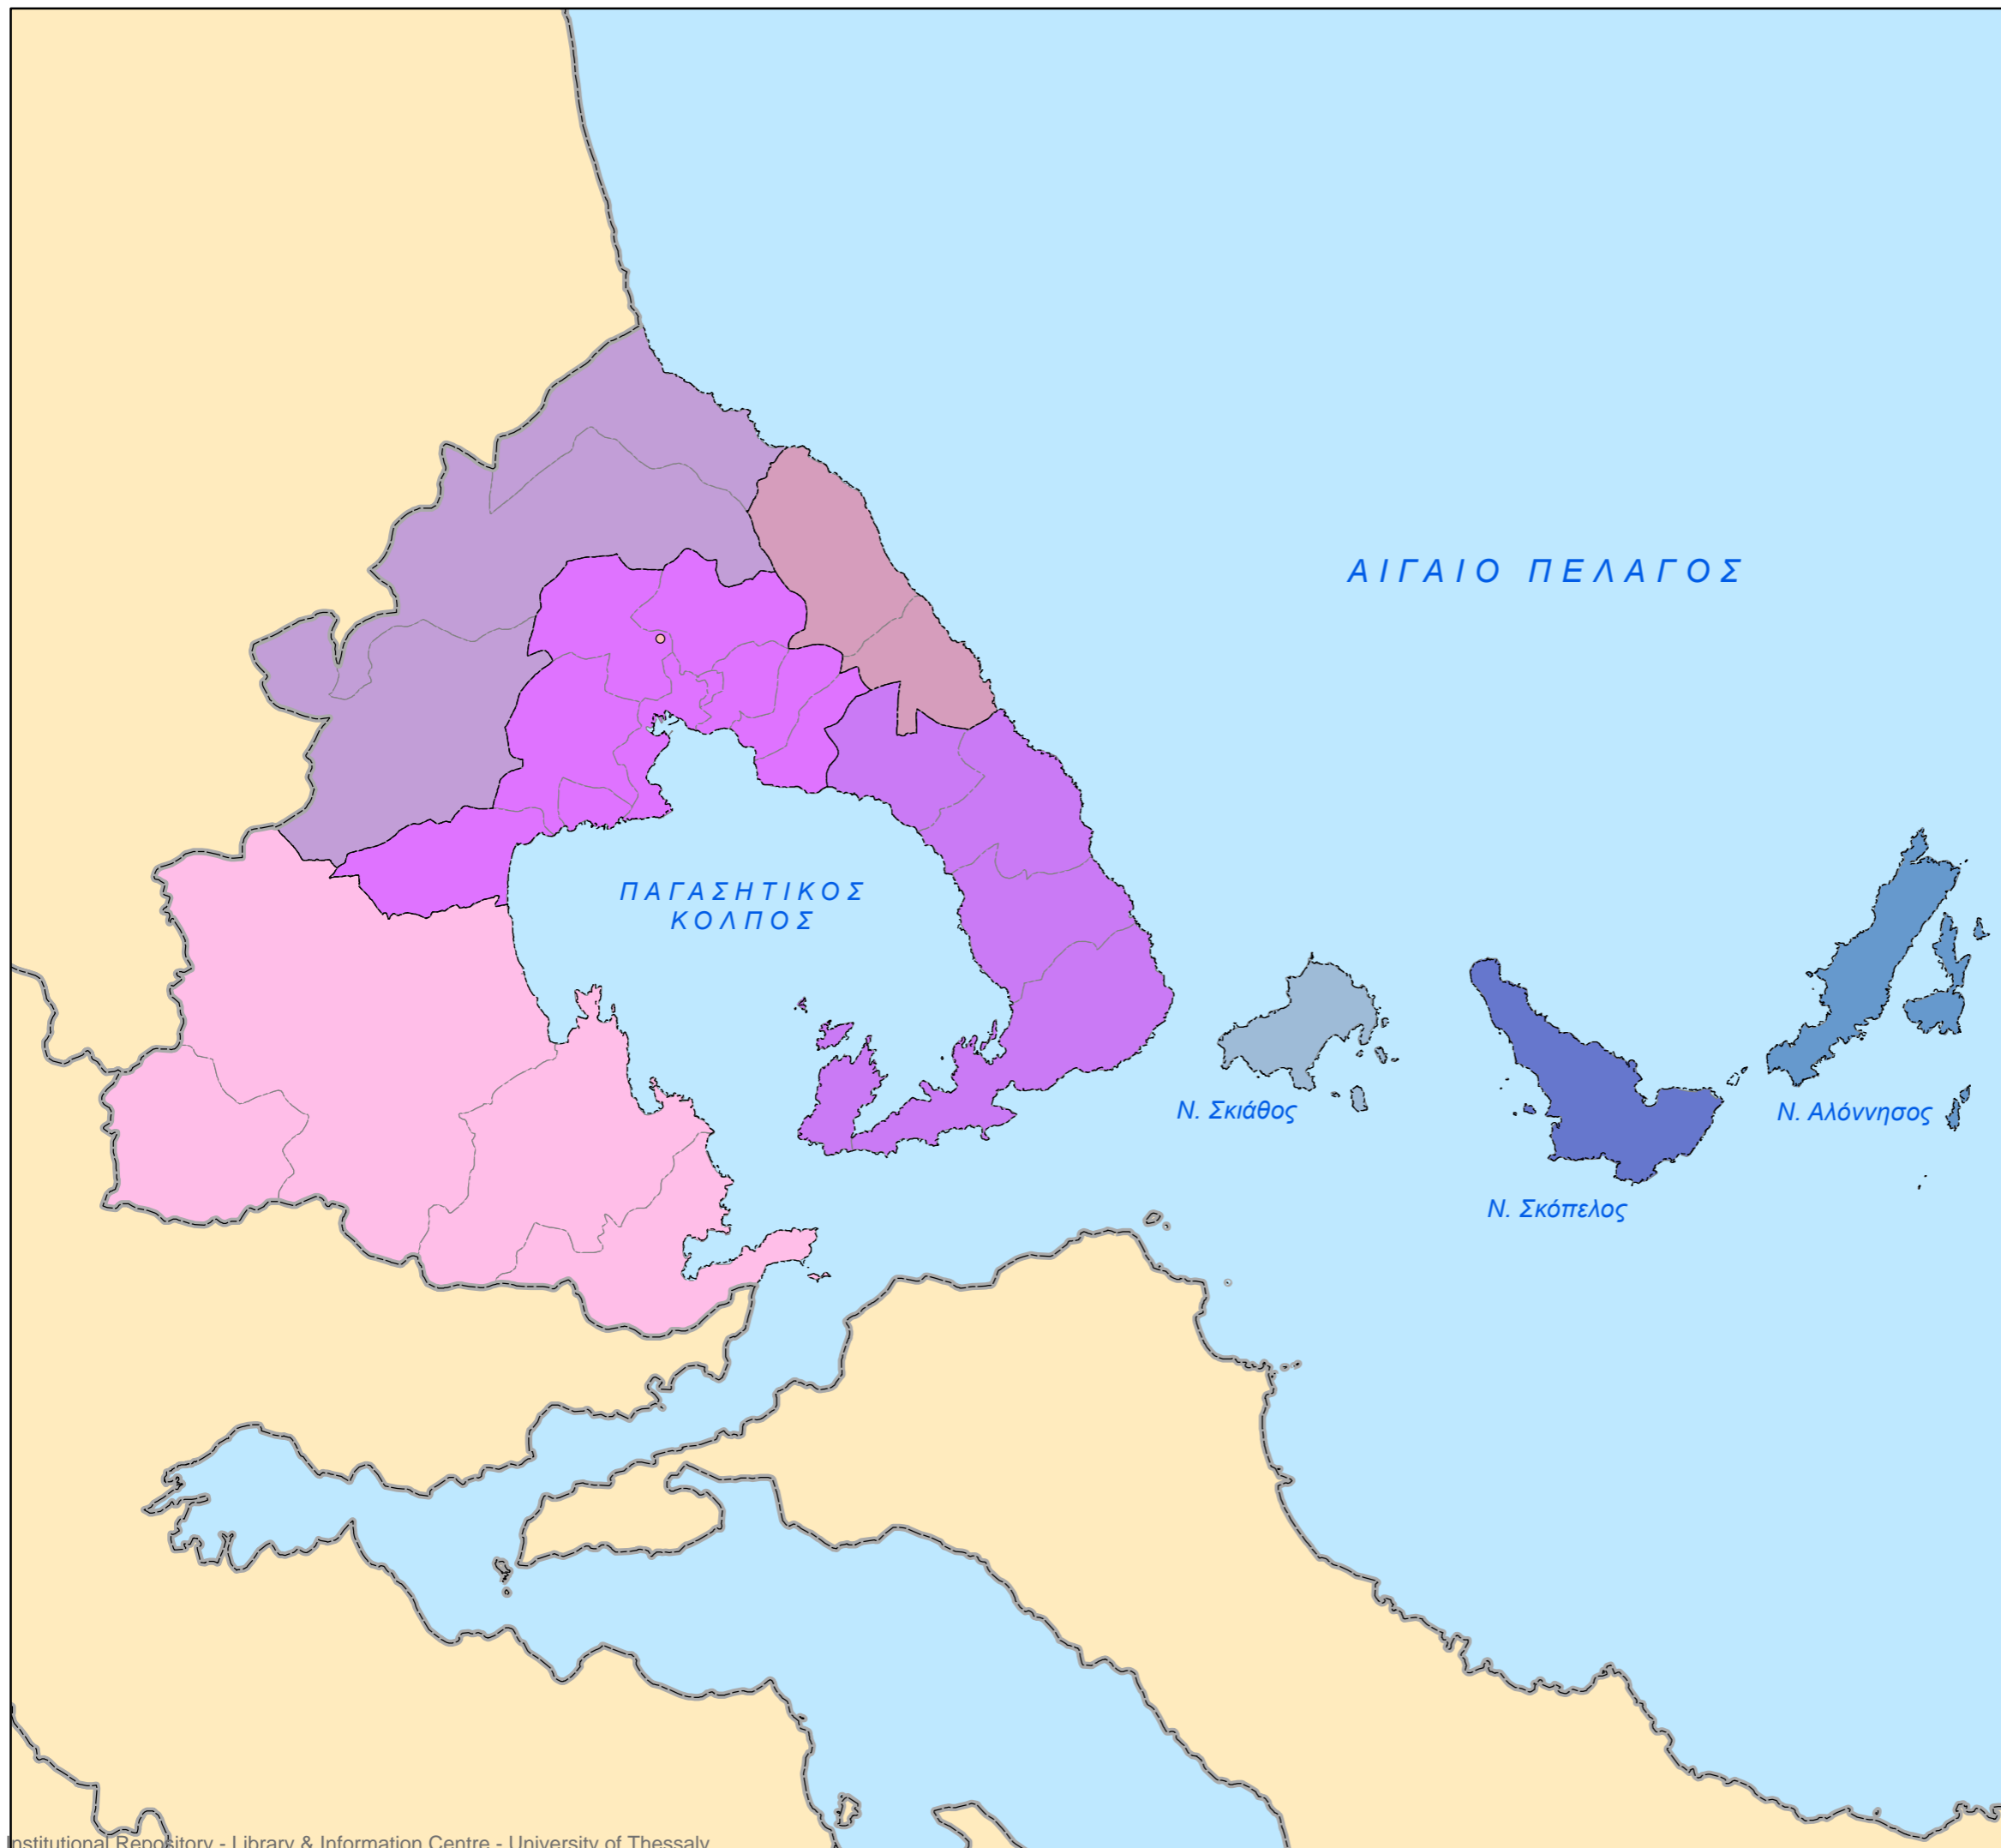 ΑΙΓΑΙΟ ΠΕΛΑΓΟΣ
ΠΑΓΑΣΗΤΙΚΟΣ
ΚΟΛΠΟΣ
Ν. Σκιάθος
Ν. Αλόννησος
Ν. Σκόπελος
Institutional Repository - Library & Information Centre - University of Thessaly